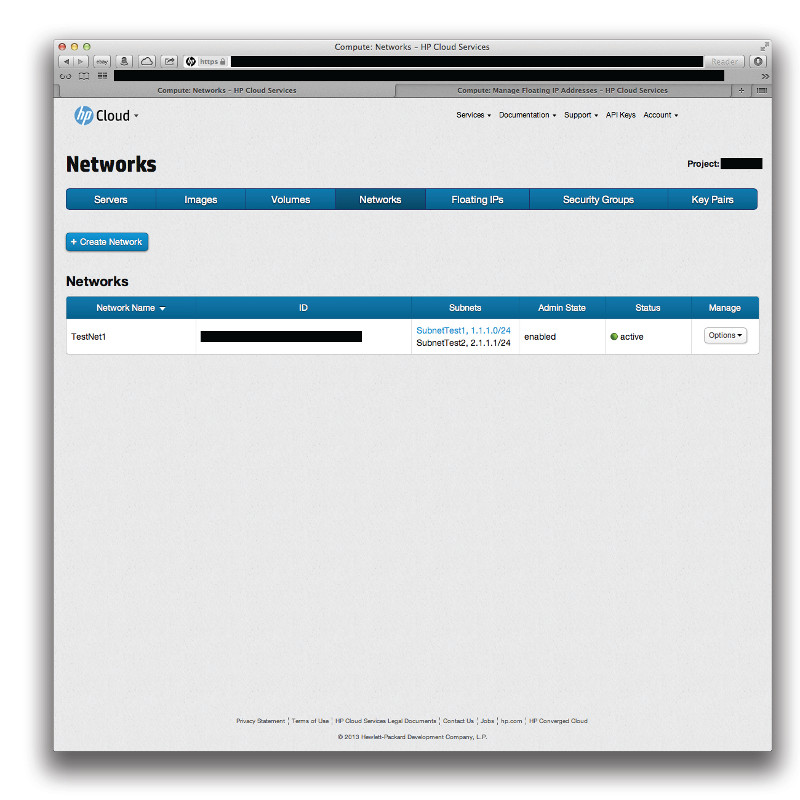 Compute: Networks – HP Cloud Services
ebay https Reader
Compute: Networks – HP Cloud Services Compute: Manage Floating IP Addresses – HP Cloud Services
hp Cloud Services Documentation Support API Keys Account
Networks
Project:
Servers Images Volumes Networks Floating IPs Security Groups Key Pairs
+ Create Network
Networks
Network Name ID Subnets Admin State Status Manage
SubnetTest1, 1.1.1.0/24
TestNet1 enabled active Options
SubnetTest2, 2.1.1.1/24
Privacy Statement ¦ Terms of Use ¦ HP Cloud Services Legal Documents ¦ Contact Us ¦ Jobs ¦ hp.com ¦ HP Converged Cloud
© 2013 Hewlett-Packard Development Company, L.P.